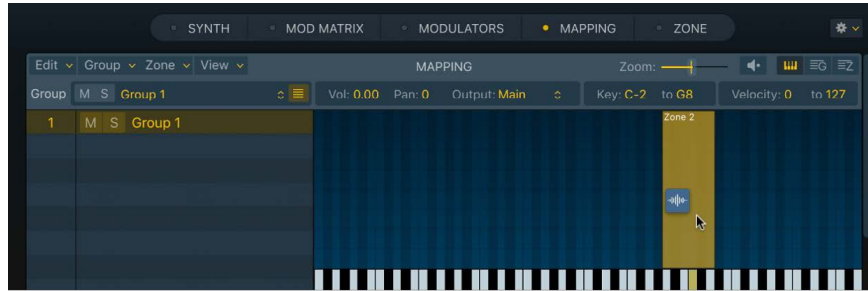 SYNTH MOD MATRIX MODULATORS MAPPING ZONE
Edit Group Zone View MAPPING Zoom:
Group M S Group 1 Vol: 0.00 Pan: 0 Output: Main Key: C-2 to G8 Velocity: 0 to 127
1 M S Group 1
Zone 2